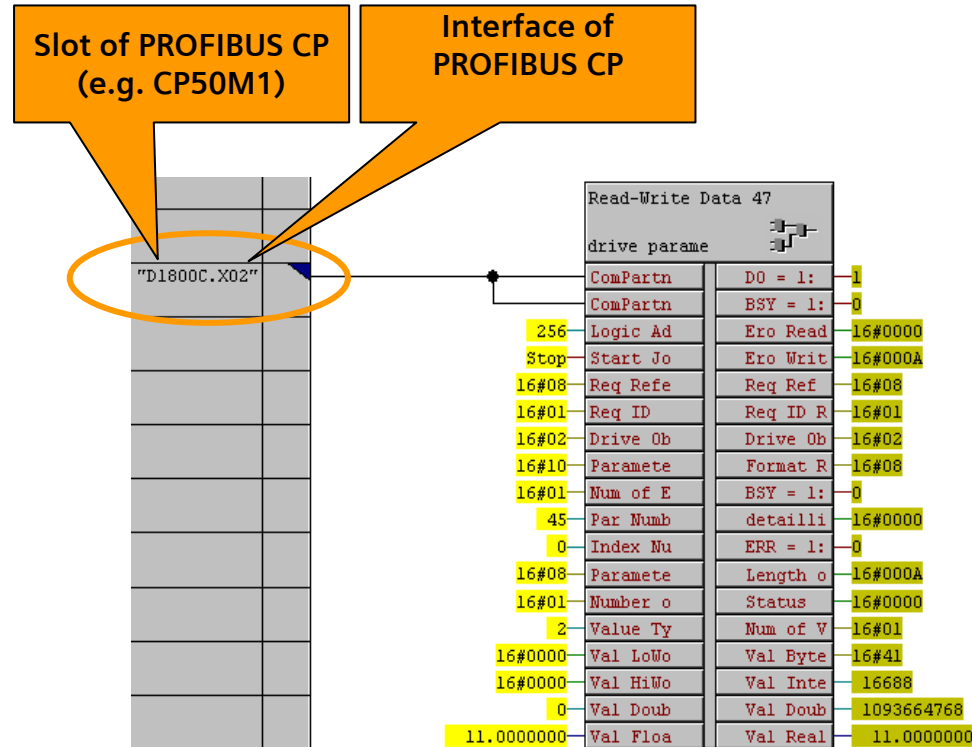 Slot of PROFIBUS CP
(e.g. CP50M1)
Interface of
PROFIBUS CP
Read-Write Data 47
drive parame
"D1800C.X02"
ComPartn DO = 1: 1
ComPartn BSY = 1: 0
256 Logic Ad Ero Read 16#0000
Stop Start Jo Ero Writ 16#000A
16#08 Req Refe Req Ref 16#08
16#01 Req ID Req ID R 16#01
16#02 Drive Ob Drive Ob 16#02
16#10 Paramete Format R 16#08
16#01 Num of E BSY = 1: 0
45 Par Numb detailli 16#0000
0 Index Nu ERR = 1: 0
16#08 Paramete Length o 16#000A
16#01 Number o Status 16#0000
2 Value Ty Num of V 16#01
16#0000 Val LoWo Val Byte 16#41
16#0000 Val HiWo Val Inte 16688
0 Val Doub Val Doub 1093664768
11.0000000 Val Floa Val Real 11.0000000